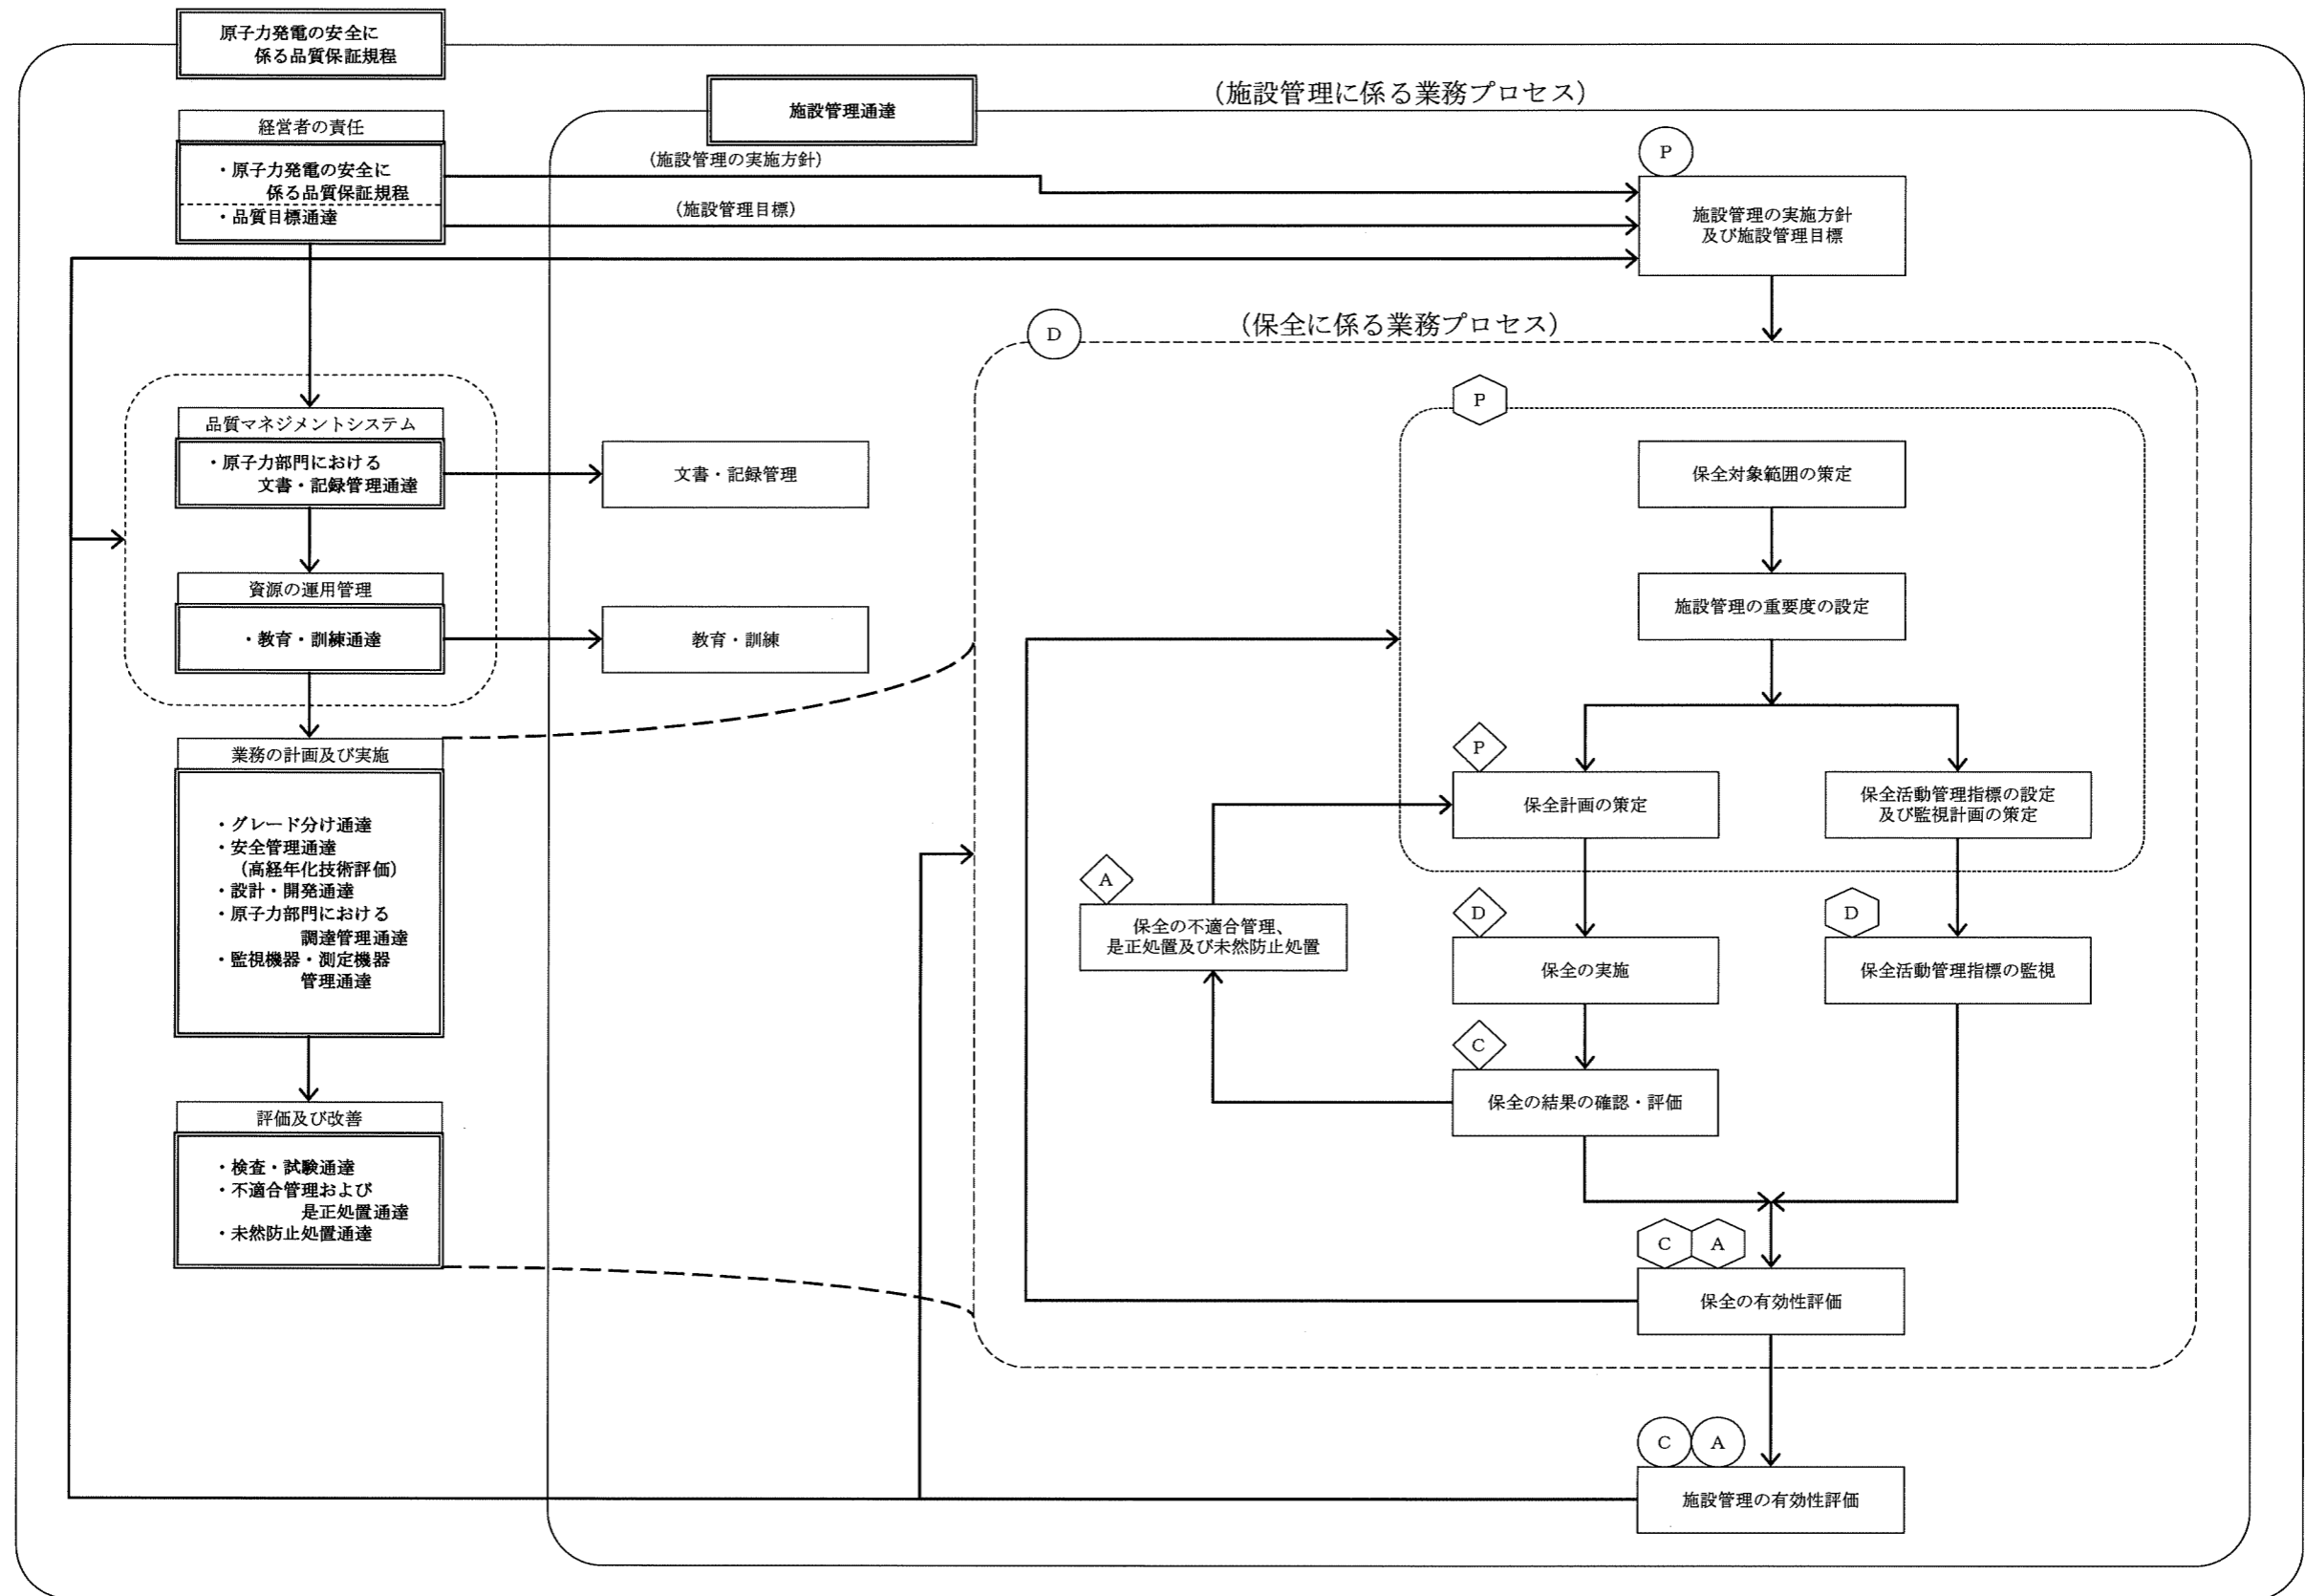 原子力発電の安全に
係る品質保証規程
施設管理通達
（施設管理に係る業務プロセス）
経営者の責任
・原子力発電の安全に
係る品質保証規程
・品質目標通達
（施設管理の実施方針）
（施設管理目標）
P
施設管理の実施方針
及び施設管理目標
D
（保全に係る業務プロセス）
品質マネジメントシステム
・原子力部門における
文書・記録管理通達
文書・記録管理
資源の運用管理
・教育・訓練通達
教育・訓練
業務の計画及び実施
・グレード分け通達
・安全管理通達
（高経年化技術評価）
・設計・開発通達
・原子力部門における
調達管理通達
・監視機器・測定機器
管理通達
評価及び改善
・検査・試験通達
・不適合管理および
是正処置通達
・未然防止処置通達
P
保全対象範囲の策定
施設管理の重要度の設定
P
保全計画の策定
保全活動管理指標の設定
及び監視計画の策定
A
保全の不適合管理、
是正処置及び未然防止処置
D
保全の実施
D
保全活動管理指標の監視
C
保全の結果の確認・評価
C
A
保全の有効性評価
C
A
施設管理の有効性評価